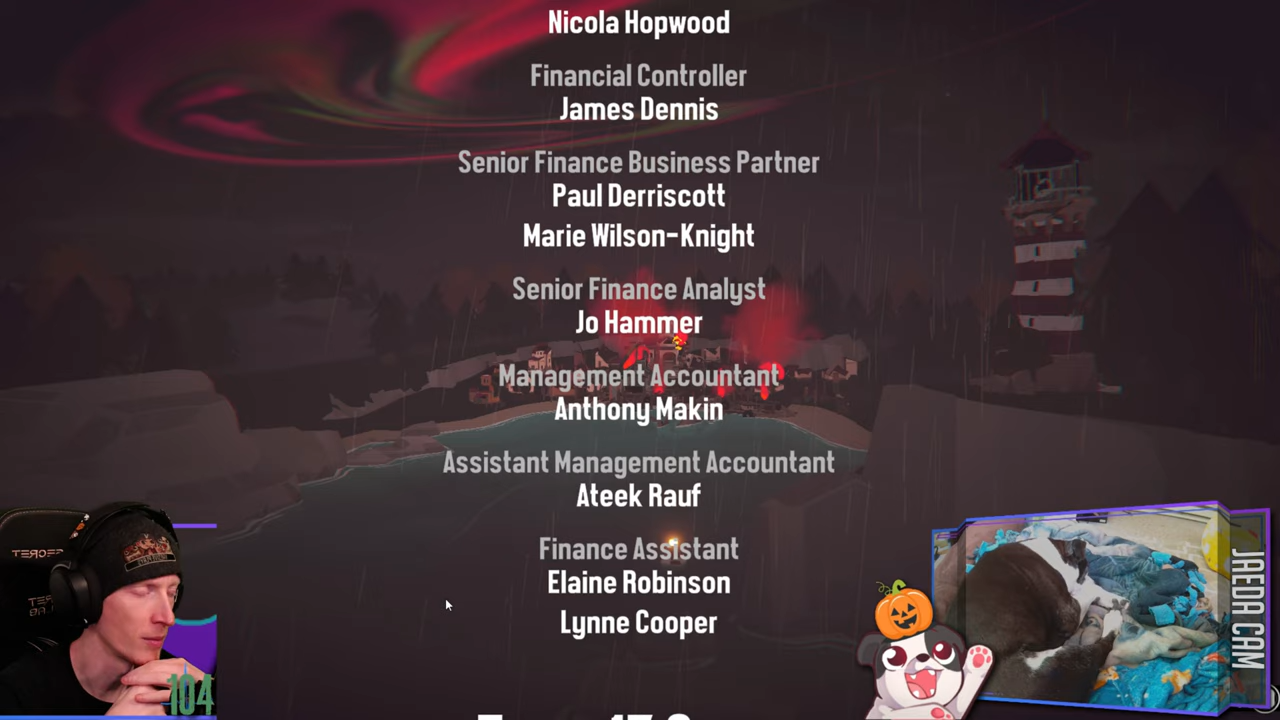 Nicola Hopwood
Financial Controller
James Dennis
Senior Finance Business Partner
Paul Derriscott
Marie Wilson-Knight
Senior Finance Analyst
Jo Hammer
Management Accountant
Anthony Makin
Assistant Management Accountant
Ateek Rauf
Finance Assistant
Elaine Robinson
Lynne Cooper
104
JAEDA CAM